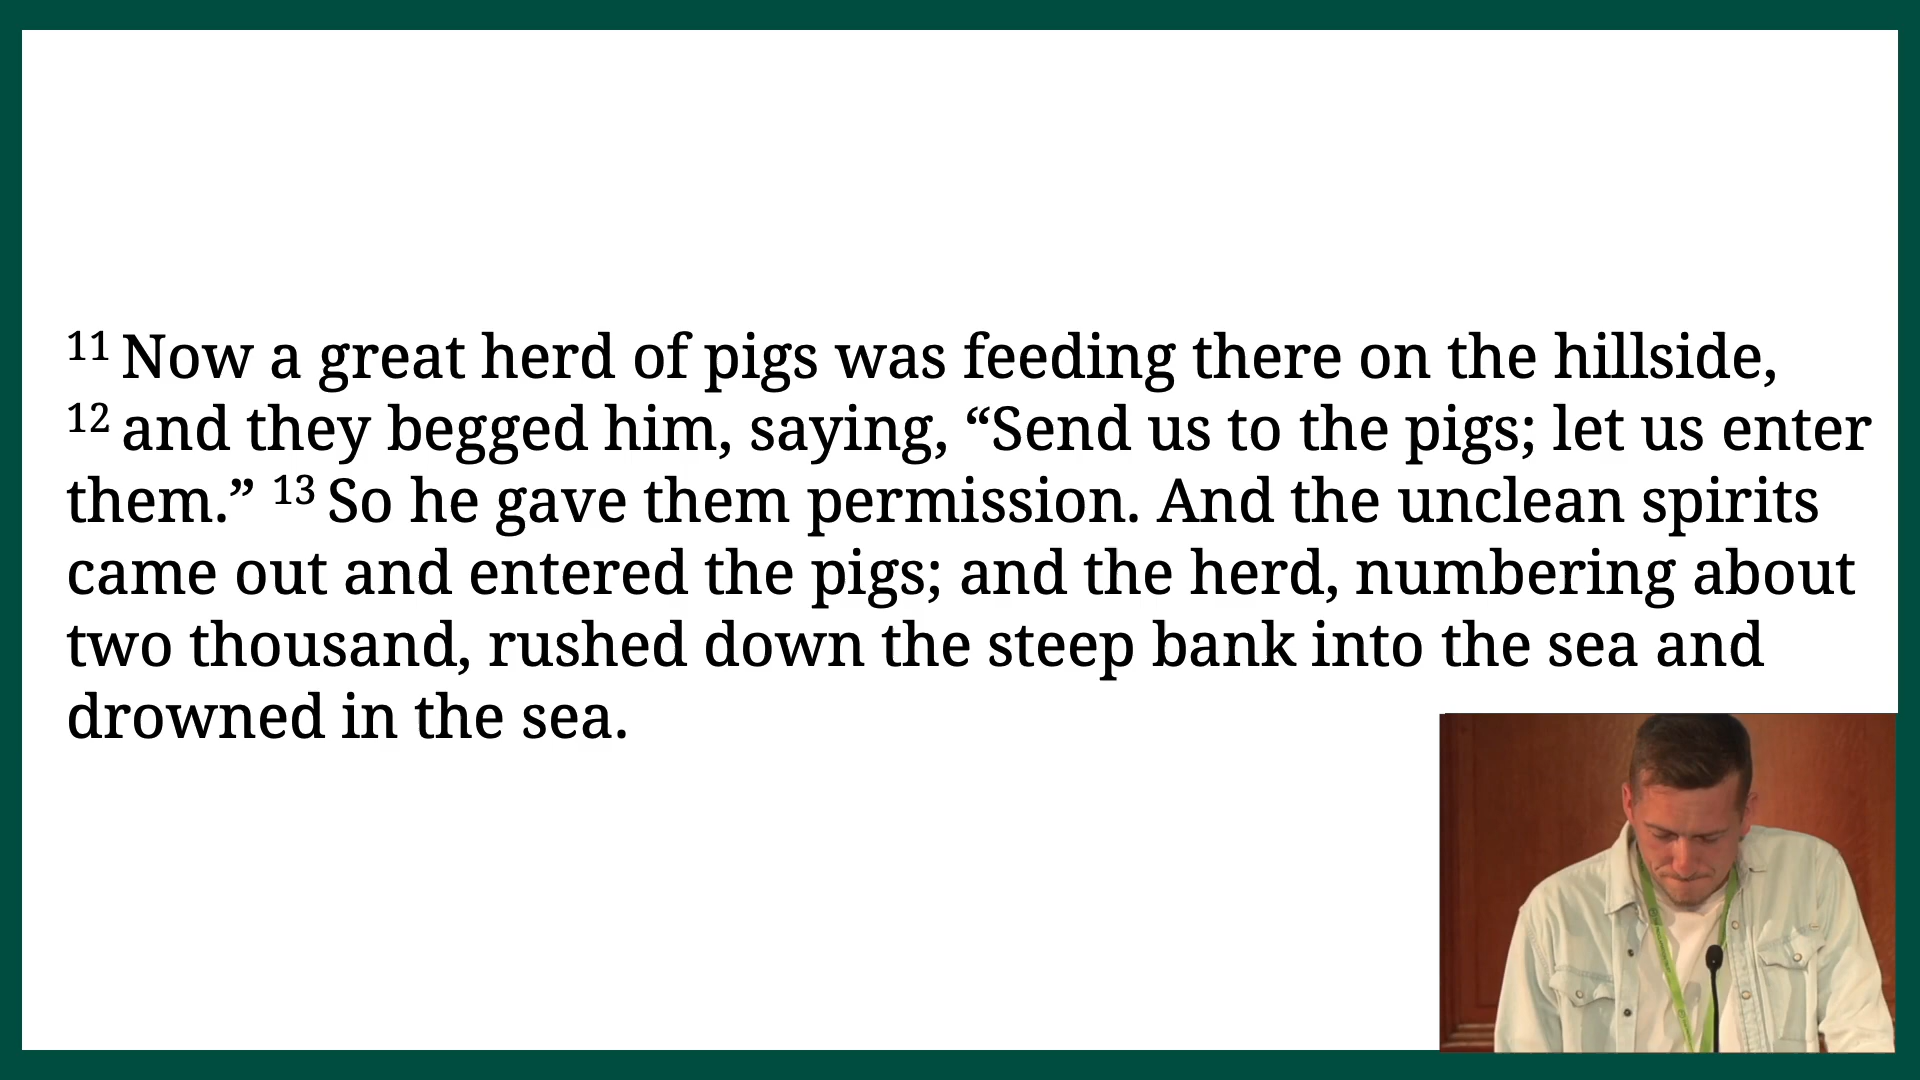 11 Now a great herd of pigs was feeding there on the hillside,
12 and they begged him, saying, “Send us to the pigs; let us enter
them.” 13 So he gave them permission. And the unclean spirits
came out and entered the pigs; and the herd, numbering about
two thousand, rushed down the steep bank into the sea and
drowned in the sea.